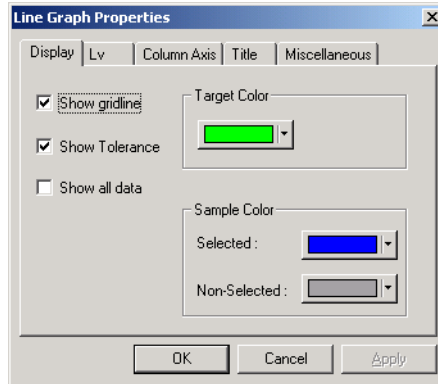 Line Graph Properties
Display Lv Column Axis Title Miscellaneous
Show gridline
Show Tolerance
Show all data
Target Color
Sample Color
Selected :
Non-Selected :
OK Cancel Apply